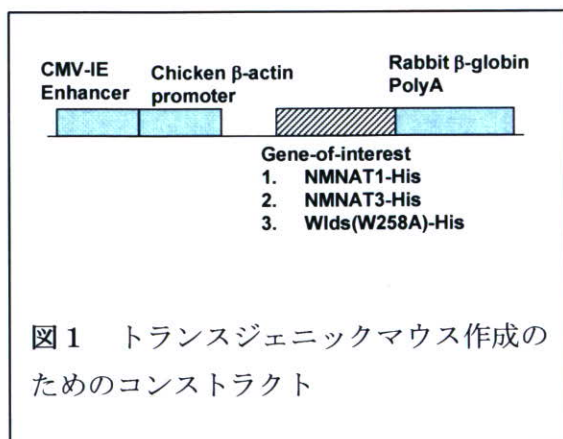 CMV-IE
Enhancer
Chicken β-actin
promoter
Rabbit β-globin
PolyA
Gene-of-interest
1. NMNAT1-His
2. NMNAT3-His
3. Wlds(W258A)-His
図1 トランスジェニックマウス作成の
ためのコンストラクト